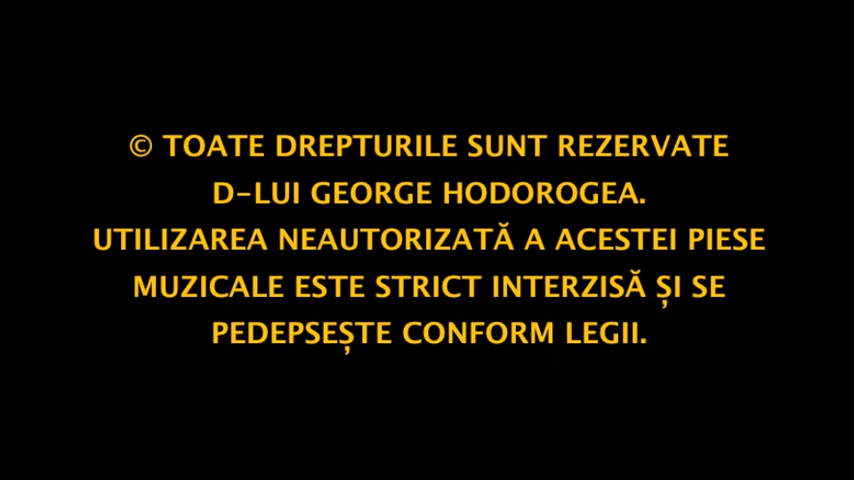 © TOATE DREPTURILE SUNT REZERVATE
D-LUI GEORGE HODOROGEA.
UTILIZAREA NEAUTORIZATĂ A ACESTEI PIESE
MUZICALE ESTE STRICT INTERZISĂ ȘI SE
PEDEPSEȘTE CONFORM LEGII.